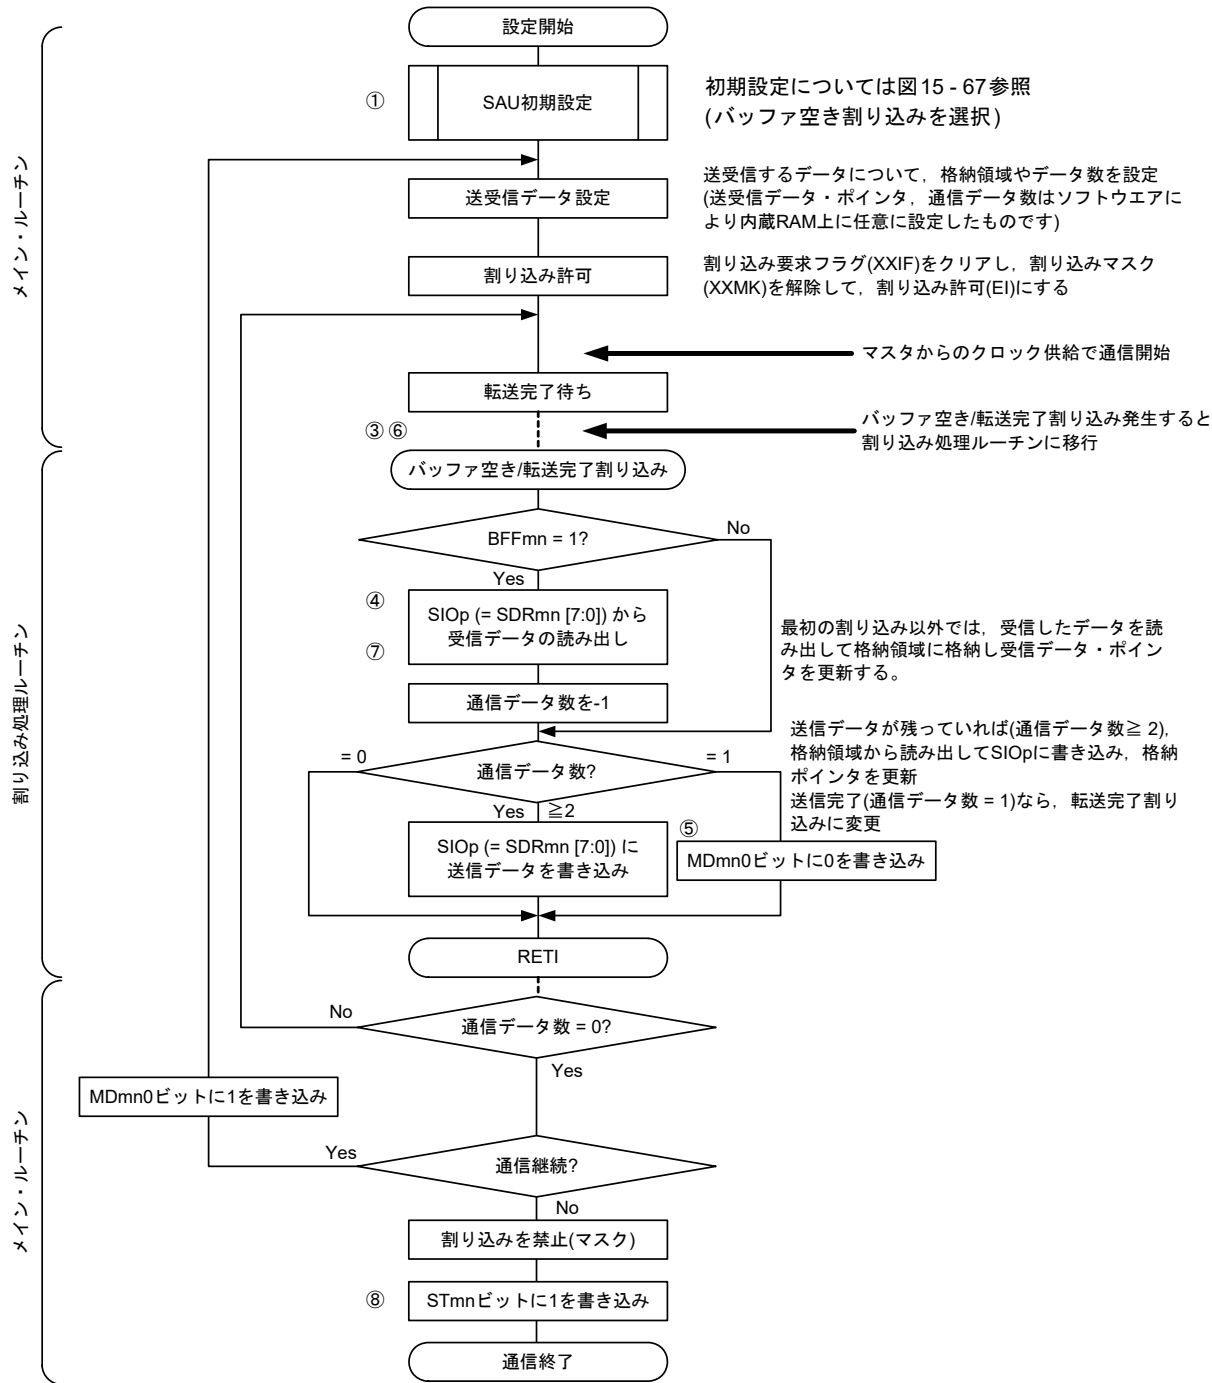 設定開始
メイン・ルーチン
①
SAU初期設定
初期設定については図15 - 67参照
(バッファ空き割り込みを選択)
送受信データ設定
送受信するデータについて，格納領域やデータ数を設定
(送受信データ・ポインタ，通信データ数はソフトウエアに
より内蔵RAM上に任意に設定したものです)
割り込み許可
割り込み要求フラグ(XXIF)をクリアし，割り込みマスク
(XXMK)を解除して，割り込み許可(EI)にする
マスタからのクロック供給で通信開始
転送完了待ち
③ ⑥
バッファ空き/転送完了割り込み発生すると
割り込み処理ルーチンに移行
割り込み処理ルーチン
バッファ空き/転送完了割り込み
BFFmn = 1?
No
Yes
④
SIOp (= SDRmn [7:0]) から
受信データの読み出し
⑦
最初の割り込み以外では，受信したデータを読
み出して格納領域に格納し受信データ・ポイン
タを更新する。
通信データ数を-1
送信データが残っていれば(通信データ数≧ 2)，
格納領域から読み出してSIOpに書き込み，格納
ポインタを更新
送信完了(通信データ数 = 1)なら，転送完了割り
込みに変更
= 0
通信データ数?
= 1
Yes ≧2
⑤
SIOp (= SDRmn [7:0]) に
送信データを書き込み
MDmn0ビットに0を書き込み
RETI
メイン・ルーチン
No
通信データ数 = 0?
Yes
MDmn0ビットに1を書き込み
Yes
通信継続?
No
割り込みを禁止(マスク)
⑧
STmnビットに1を書き込み
通信終了